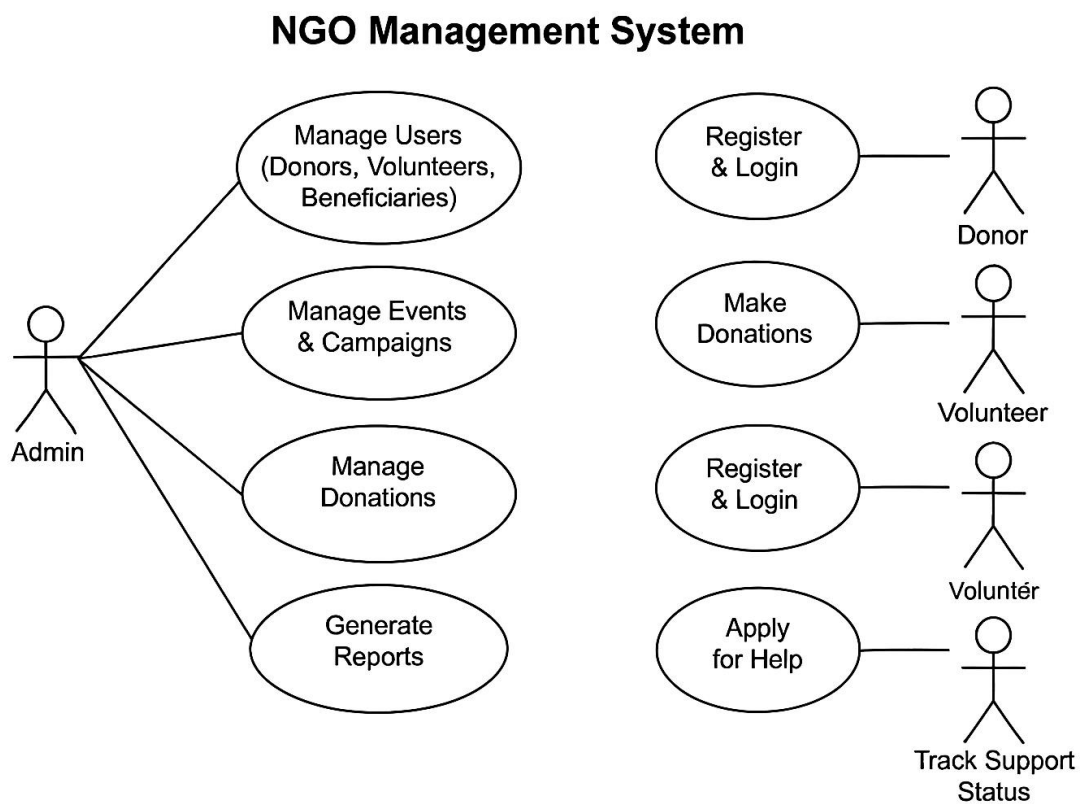 NGO Management System
Manage Users
(Donors, Volunteers,
Beneficiaries)
Manage Events
& Campaigns
Manage
Donations
Generate
Reports
Admin
Register
& Login
Donor
Make
Donations
Volunteer
Register
& Login
Voluntér
Apply
for Help
Track Support
Status